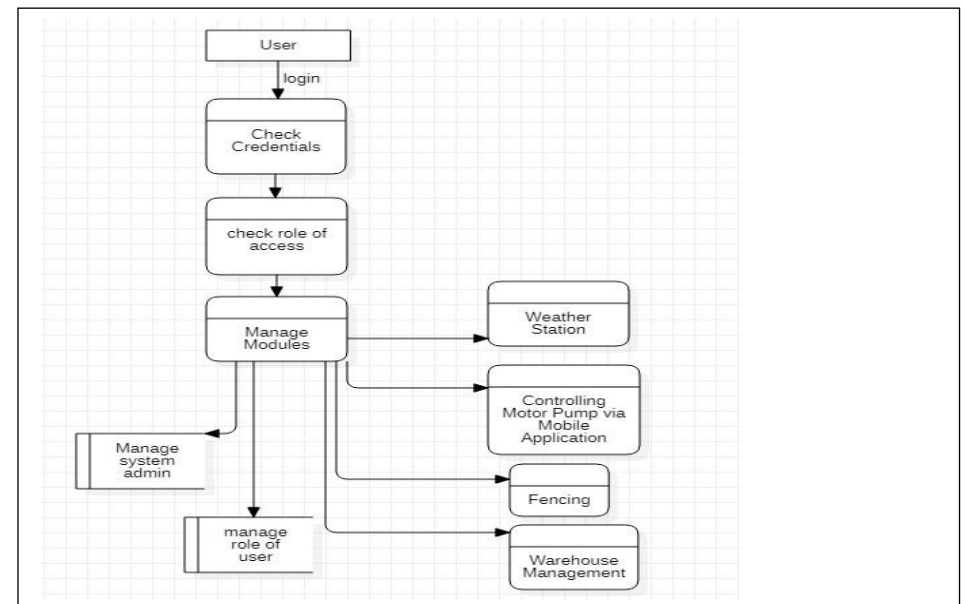 User
login
Check
Credentials
check role of
access
Manage
Modules
Weather
Station
Controlling
Motor Pump via
Mobile
Application
Manage
system
admin
Fencing
manage
role of
user
Warehouse
Management